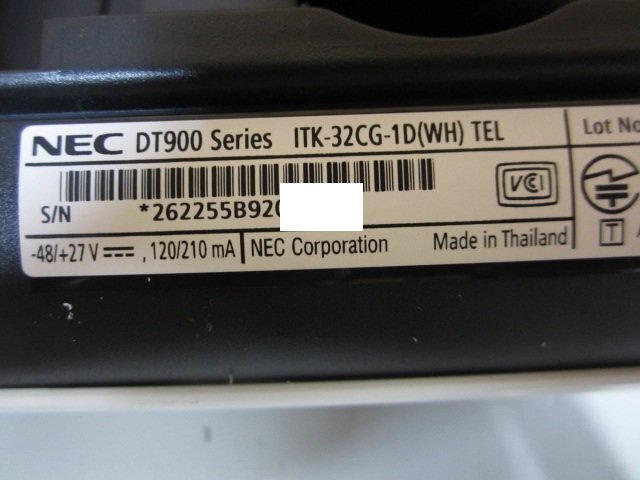 NEC DT900 Series ITK-32CG-1D(WH) TEL
Lot No
VCI
S/N *262255B920
T
-48/+27 V ⎓ , 120/210 mA NEC Corporation Made in Thailand